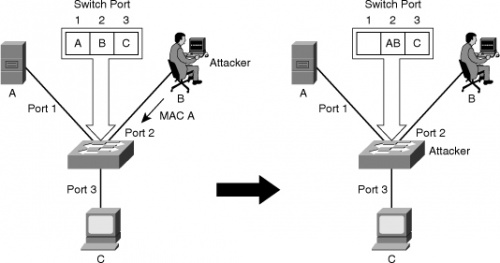 Switch Port
1 2 3
A B C
Attacker
A
B
Port 1
MAC A
Port 2
Port 3
C
Switch Port
1 2 3
AB C
A
B
Port 1
Port 2
Attacker
Port 3
C